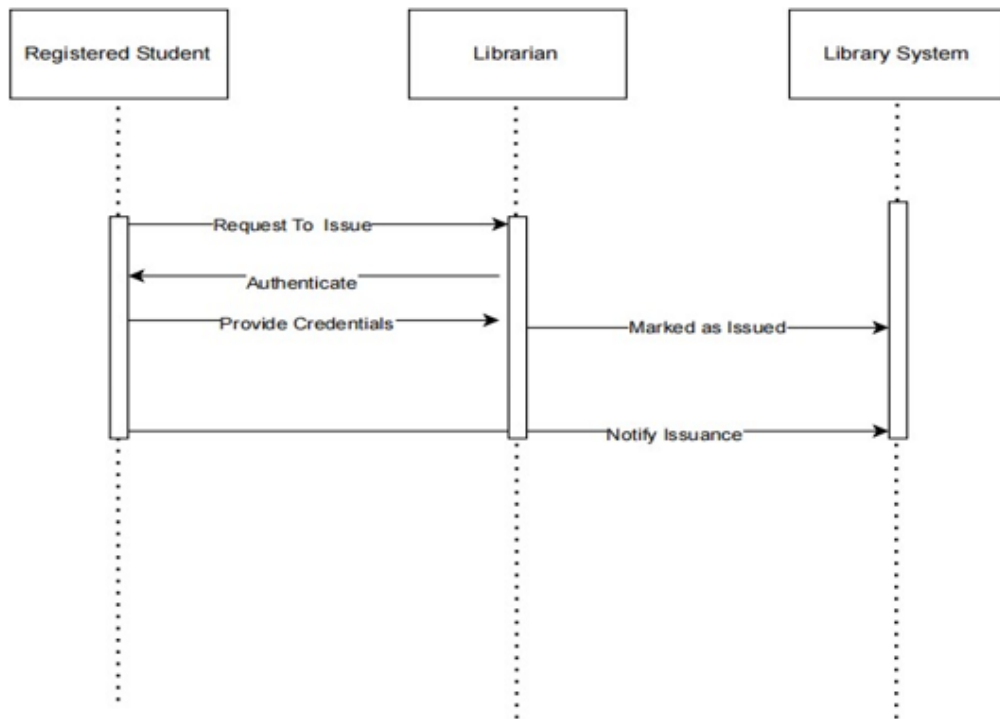 Registered Student
Librarian
Library System
Request To Issue
Authenticate
Provide Credentials
Marked as Issued
Notify Issuance